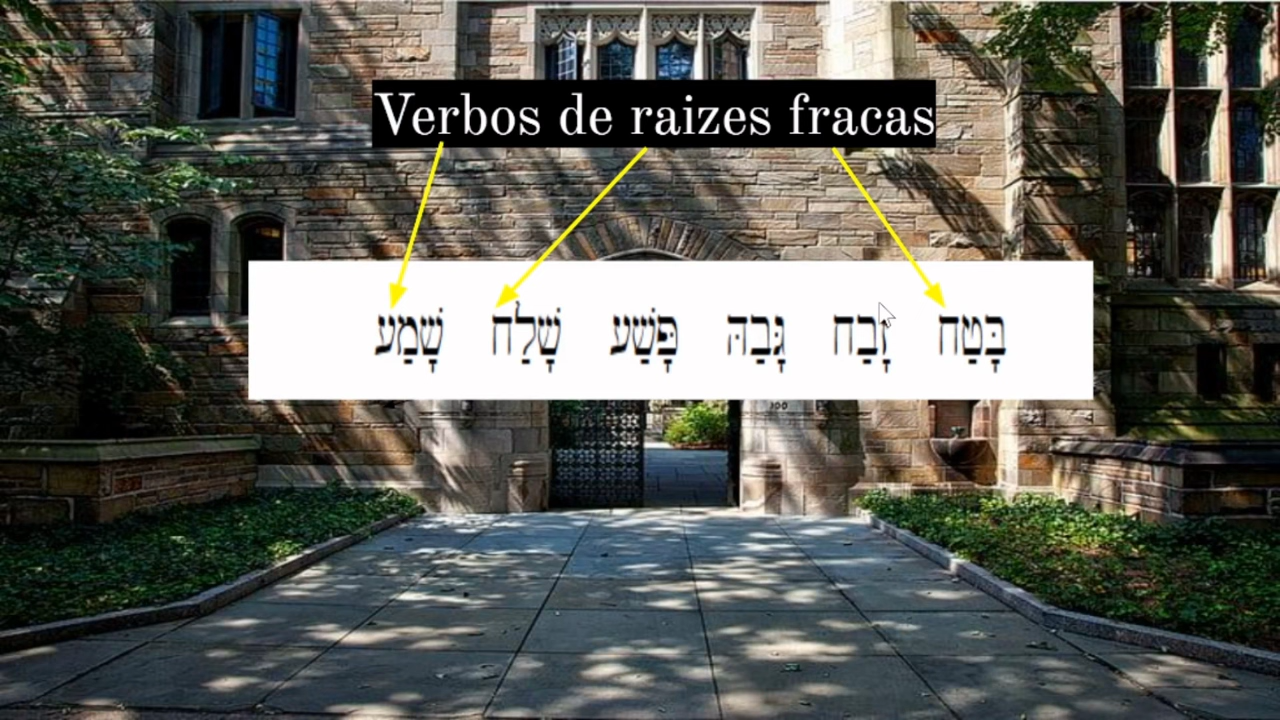 Verbos de raizes fracas
בָּטַח זָבַח גָּבַהּ פָּשַׁע שָׁלַח שָׁמַע